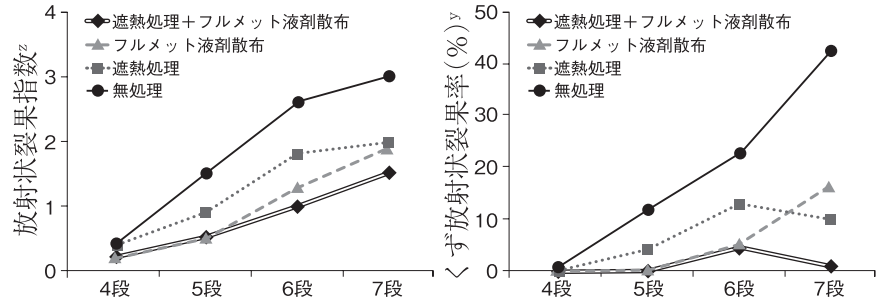 放射状裂果指数z
4
3
2
1
0
遮熱処理＋フルメット液剤散布
フルメット液剤散布
遮熱処理
無処理
4段 5段 6段 7段
くず放射状裂果率(%)y
50
40
30
20
10
0
遮熱処理＋フルメット液剤散布
フルメット液剤散布
遮熱処理
無処理
4段 5段 6段 7段